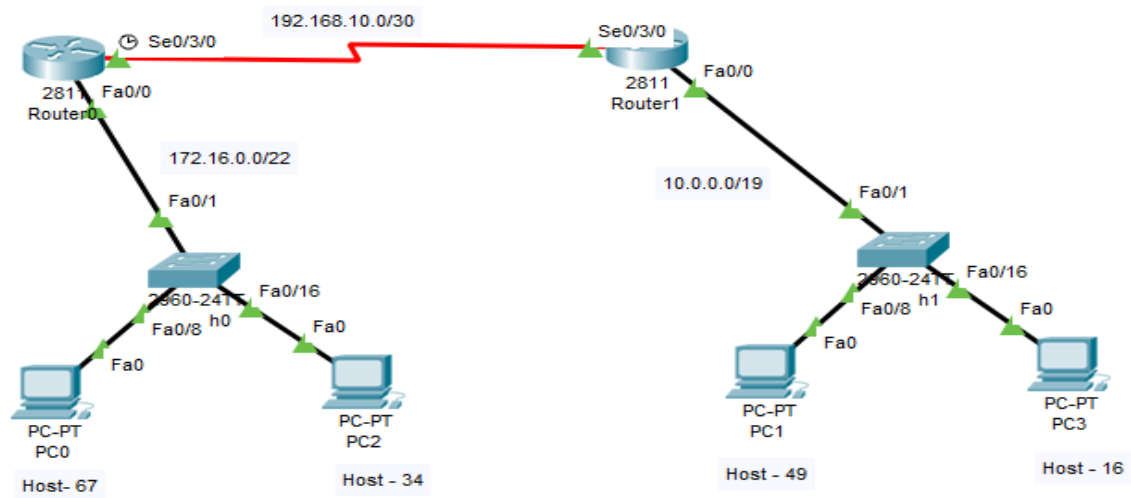 192.168.10.0/30
Se0/3/0
Se0/3/0
2811
Router0
Fa0/0
2811
Router1
Fa0/0
172.16.0.0/22
10.0.0.0/19
Fa0/1
Fa0/1
2960-24TT
h0
Fa0/16
Fa0/8
Fa0
Fa0
2960-24TT
h1
Fa0/16
Fa0/8
Fa0
Fa0
PC-PT
PC0
PC-PT
PC2
PC-PT
PC1
PC-PT
PC3
Host- 67
Host - 34
Host - 49
Host - 16